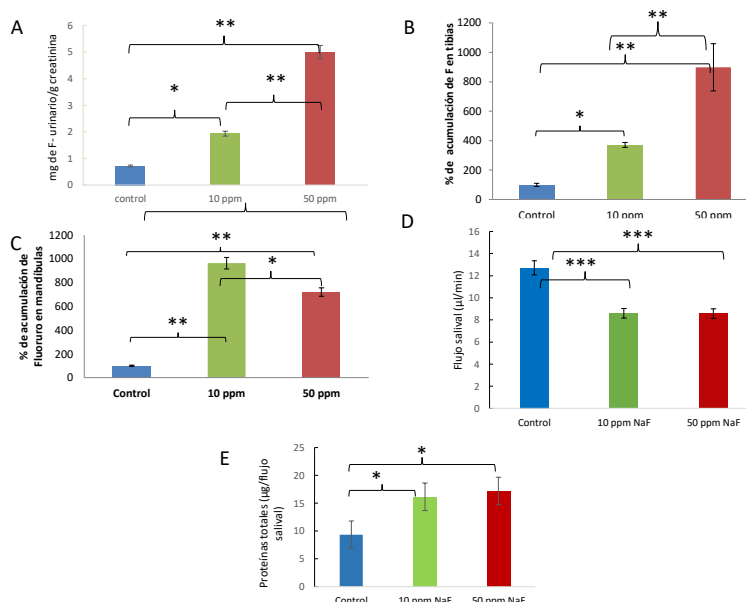 A
mg de F- urinario/g creatinina
6
5
4
3
2
1
0
**
*
**
control
10 ppm
50 ppm
B
% de acumulación de F en tibias
1200
1000
800
600
400
200
0
**
**
*
Control
10 ppm
50 ppm
C
% de acumulación de
Fluoruro en mandíbulas
1200
1000
800
600
400
200
0
**
*
**
Control
10 ppm
50 ppm
D
Flujo salival (µl/min)
16
14
12
10
8
6
4
2
0
***
***
Control
10 ppm NaF
50 ppm NaF
E
Proteínas totales (µg/flujo
salival)
25
20
15
10
5
0
*
*
Control
10 ppm NaF
50 ppm NaF